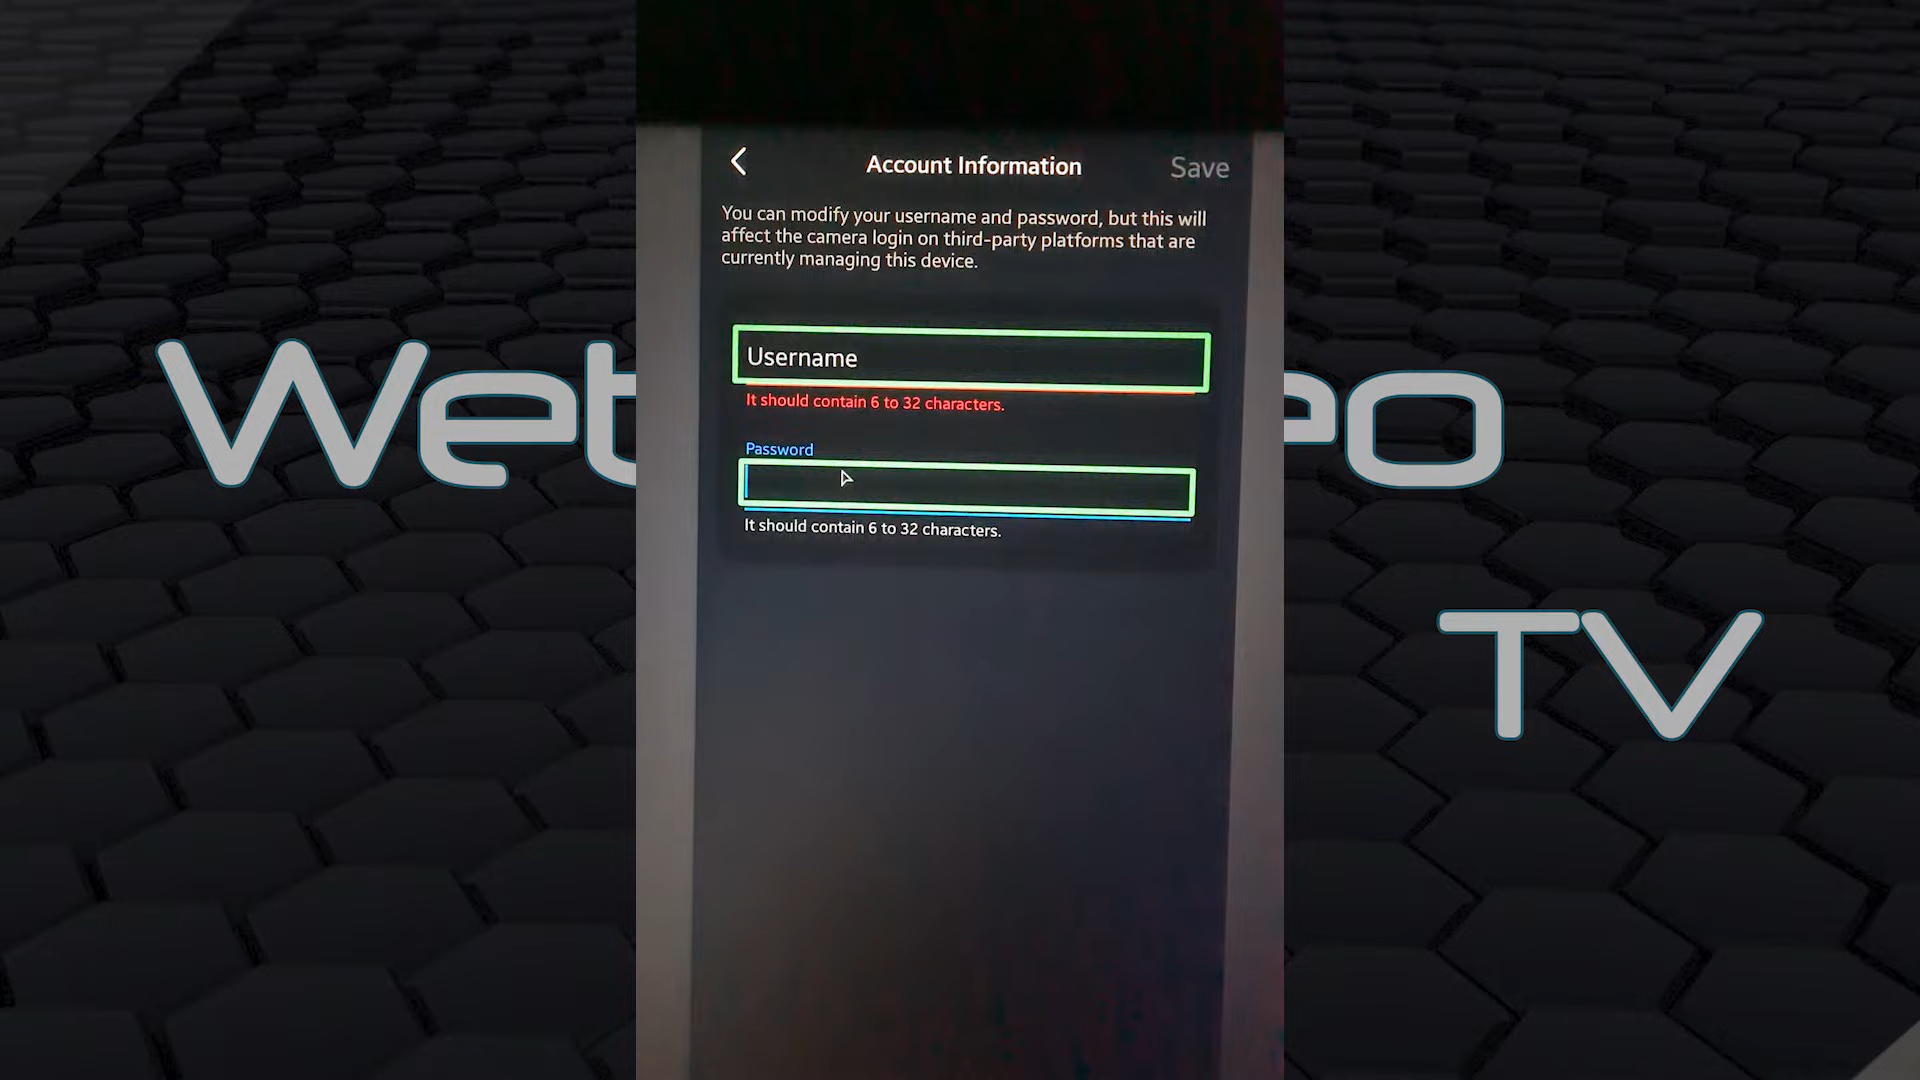 Account Information
Save
You can modify your username and password, but this will
affect the camera login on third-party platforms that are
currently managing this device.
Username
It should contain 6 to 32 characters.
Password
It should contain 6 to 32 characters.
TV